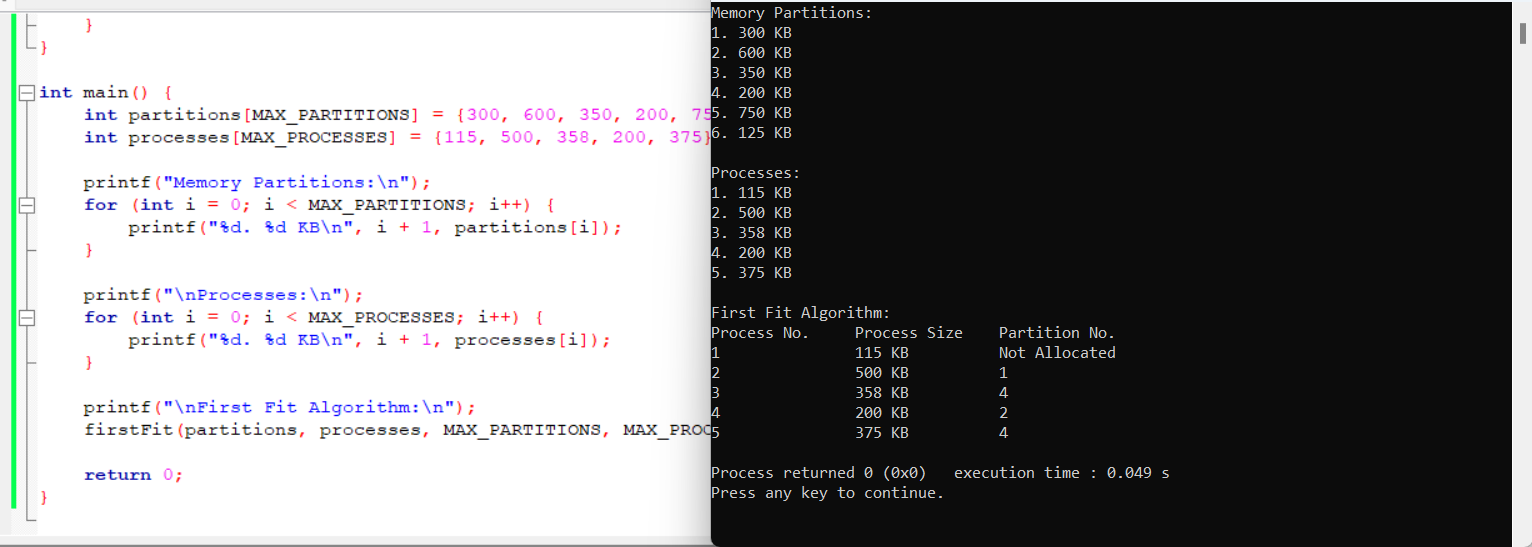 }
}
int main() {
int partitions[MAX_PARTITIONS] = {300, 600, 350, 200, 75
int processes[MAX_PROCESSES] = {115, 500, 358, 200, 375}
printf("Memory Partitions:\n");
for (int i = 0; i < MAX_PARTITIONS; i++) {
printf("%d. %d KB\n", i + 1, partitions[i]);
}
printf("\nProcesses:\n");
for (int i = 0; i < MAX_PROCESSES; i++) {
printf("%d. %d KB\n", i + 1, processes[i]);
}
printf("\nFirst Fit Algorithm:\n");
firstFit(partitions, processes, MAX_PARTITIONS, MAX_PROC
return 0;
}
Memory Partitions:
1. 300 KB
2. 600 KB
3. 350 KB
4. 200 KB
5. 750 KB
6. 125 KB
Processes:
1. 115 KB
2. 500 KB
3. 358 KB
4. 200 KB
5. 375 KB
First Fit Algorithm:
Process No. Process Size Partition No.
1 115 KB Not Allocated
2 500 KB 1
3 358 KB 4
4 200 KB 2
5 375 KB 4
Process returned 0 (0x0) execution time : 0.049 s
Press any key to continue.